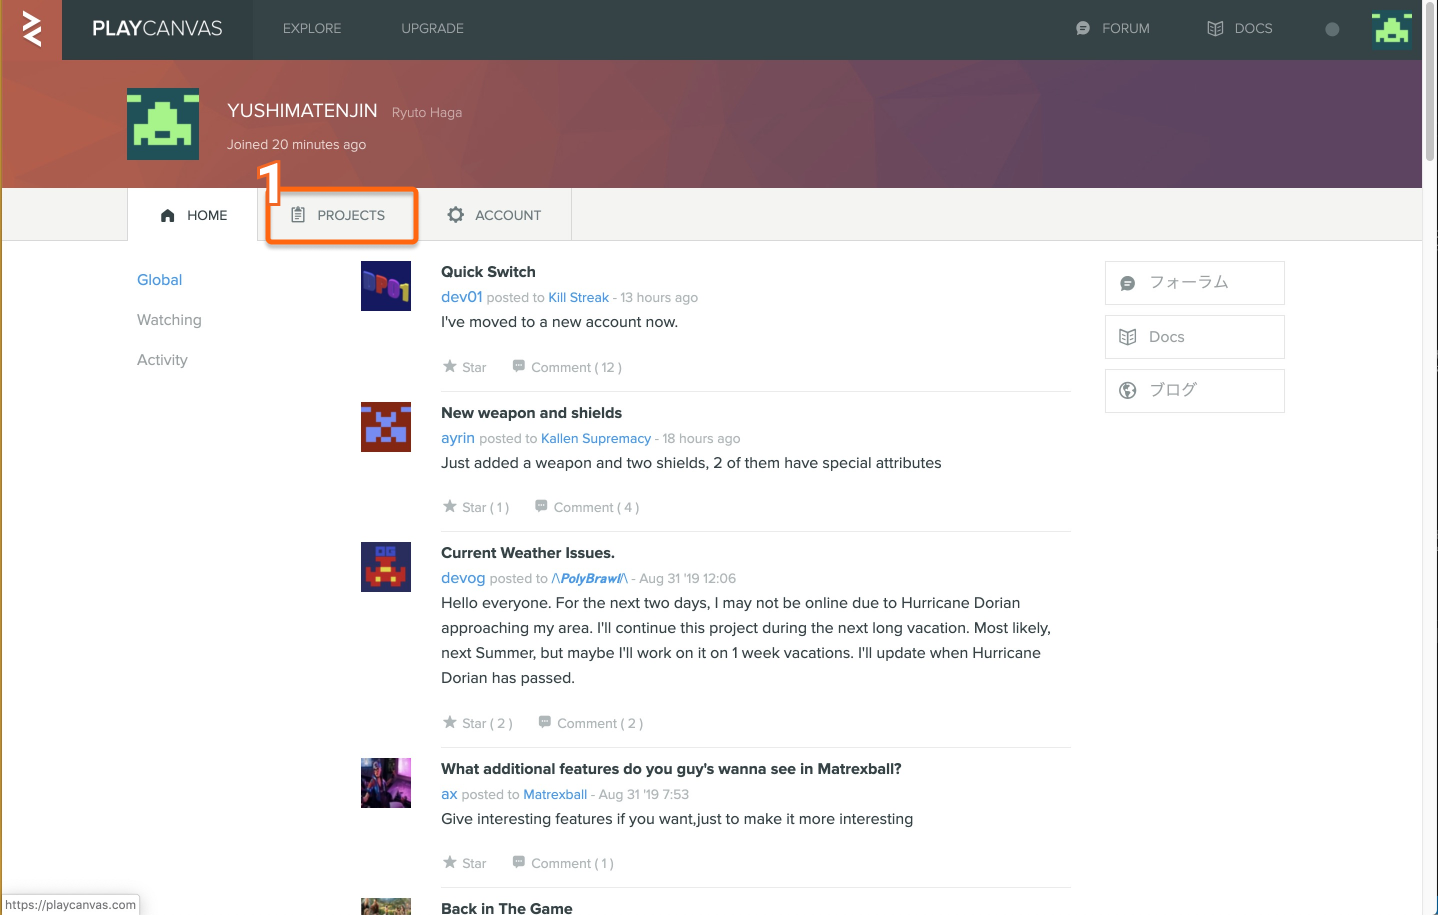 PLAYCANVAS
EXPLORE
UPGRADE
FORUM
DOCS
YUSHIMATENJIN Ryuto Haga
Joined 20 minutes ago
1
HOME
PROJECTS
ACCOUNT
Global
Watching
Activity
Quick Switch
dev01 posted to Kill Streak - 13 hours ago
I've moved to a new account now.
Star Comment ( 12 )
New weapon and shields
ayrin posted to Kallen Supremacy - 18 hours ago
Just added a weapon and two shields, 2 of them have special attributes
Star ( 1 ) Comment ( 4 )
Current Weather Issues.
devog posted to /\PolyBrawl/\ - Aug 31 '19 12:06
Hello everyone. For the next two days, I may not be online due to Hurricane Dorian
approaching my area. I'll continue this project during the next long vacation. Most likely,
next Summer, but maybe I'll work on it on 1 week vacations. I'll update when Hurricane
Dorian has passed.
Star ( 2 ) Comment ( 2 )
What additional features do you guy's wanna see in Matrexball?
ax posted to Matrexball - Aug 31 '19 7:53
Give interesting features if you want,just to make it more interesting
Star Comment ( 1 )
Back in The Game
フォーラム
Docs
ブログ
https://playcanvas.com